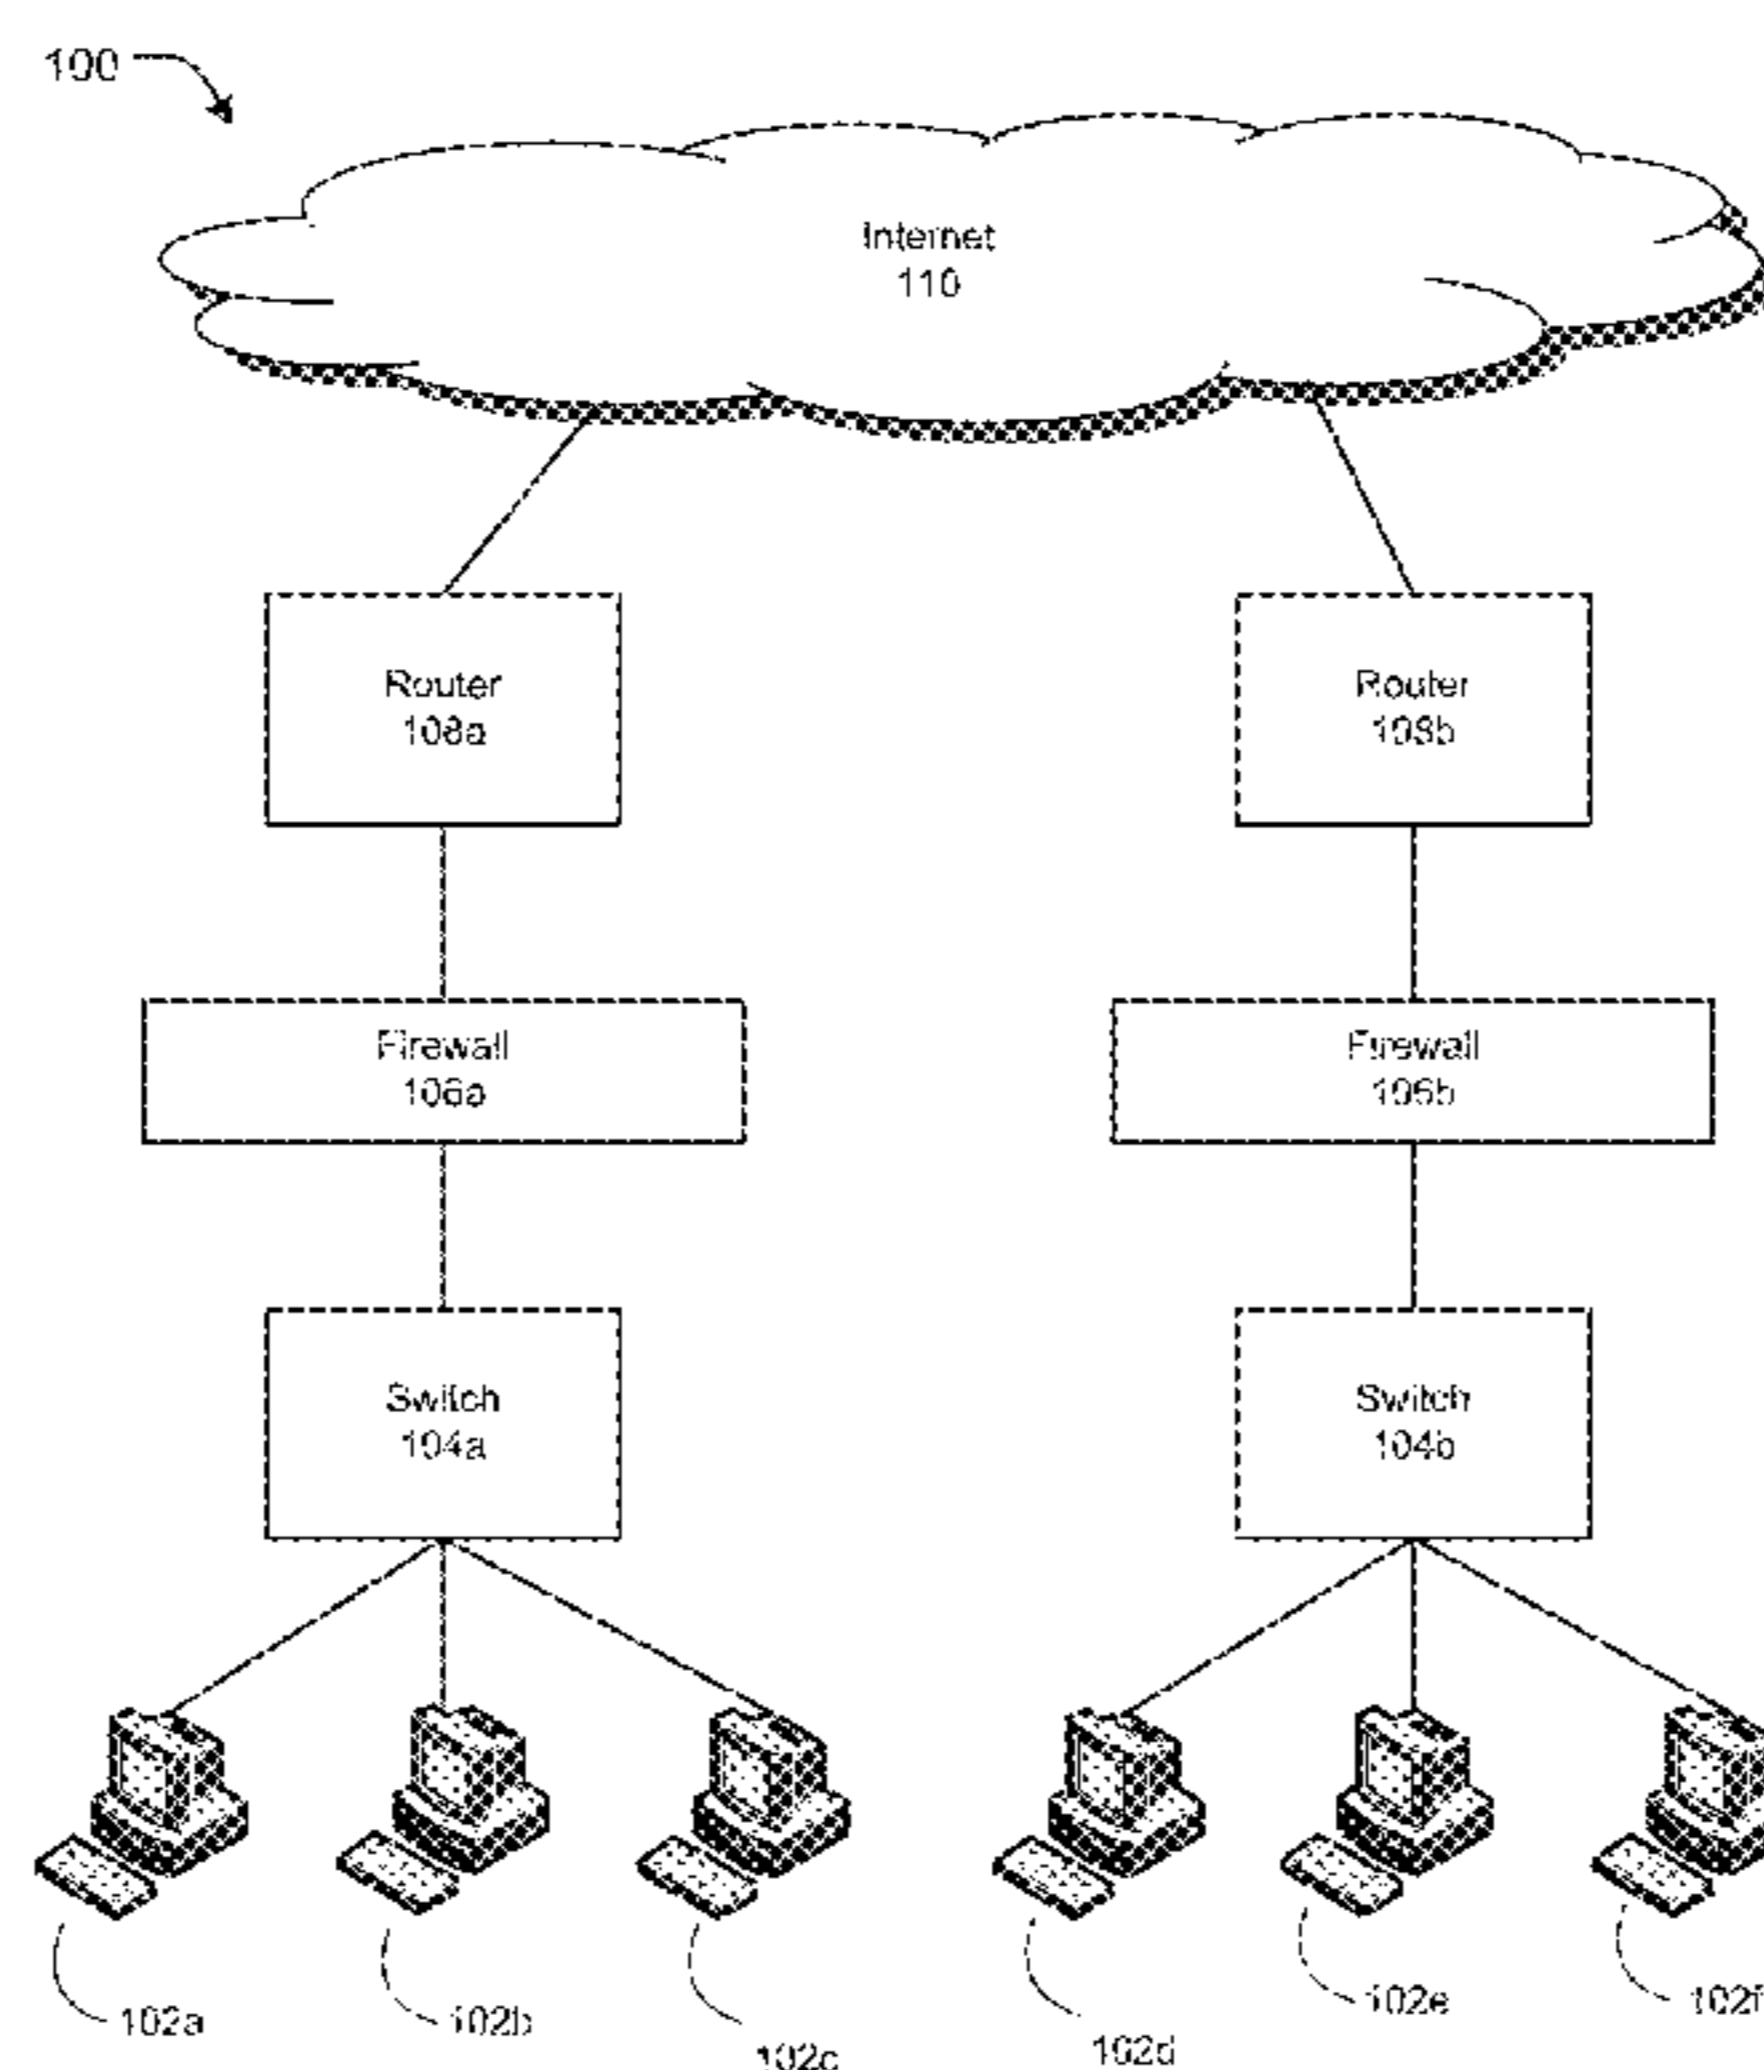 100
Internet
110
Router
108a
Router
108b
Firewall
106a
Firewall
106b
Switch
104a
Switch
104b
102a
102b
102c
102d
102e
102f